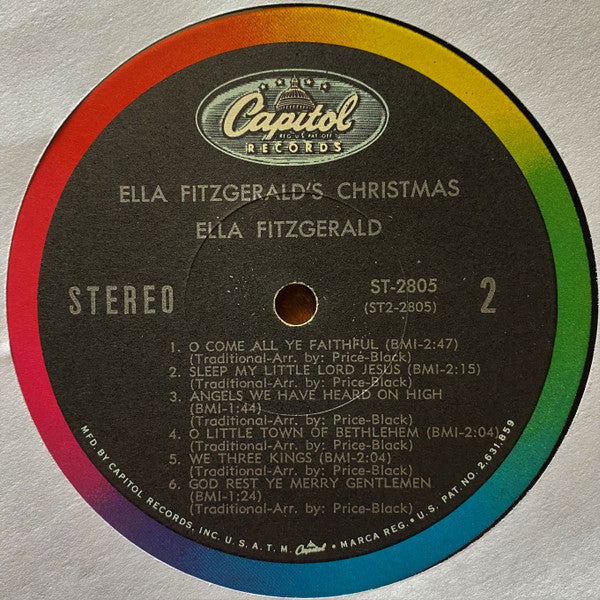 Capitol
REG. U.S. PAT. OFF.
RECORDS
ELLA FITZGERALD'S CHRISTMAS
ELLA FITZGERALD
STEREO
ST-2805
(ST2-2805)
2
1. O COME ALL YE FAITHFUL (BMI-2:47)
(Traditional-Arr. by: Price-Black)
2. SLEEP MY LITTLE LORD JESUS (BMI-2:15)
(Traditional-Arr. by: Price-Black)
3. ANGELS WE HAVE HEARD ON HIGH
(BMI-1:44)
(Traditional-Arr. by: Price-Black)
4. O LITTLE TOWN OF BETHLEHEM (BMI-2:04)
(Traditional-Arr. by: Price-Black)
5. WE THREE KINGS (BMI-2:04)
(Traditional-Arr. by: Price-Black)
6. GOD REST YE MERRY GENTLEMEN
(BMI-1:24)
(Traditional-Arr. by: Price-Black)
MFD. BY CAPITOL RECORDS, INC. U.S.A. T.M. Capitol • MARCA REG. • U.S. PAT. NO. 2,631,859